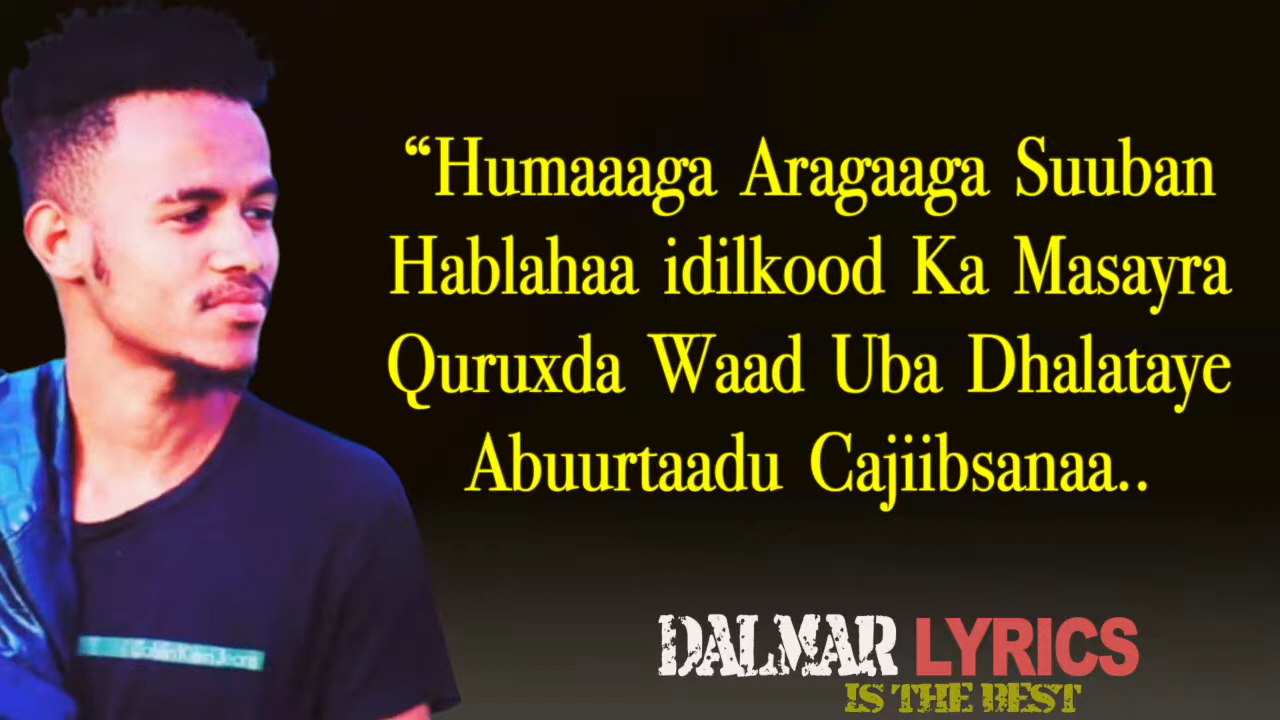 “Humaaaga Aragaaga Suuban
Hablahaa idilkood Ka Masayra
Quruxda Waad Uba Dhalataye
Abuurtaadu Cajiibsanaa..
DALMAR LYRICS
IS THE BEST